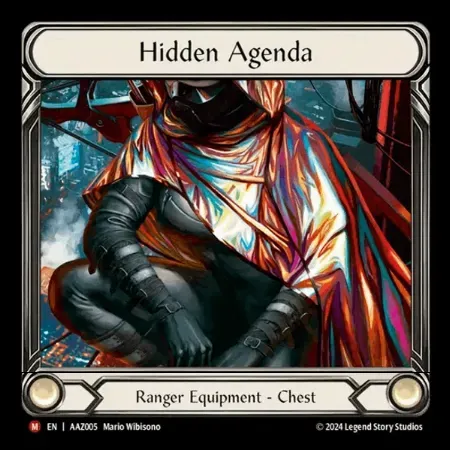 Hidden Agenda
Ranger Equipment - Chest
M EN | AAZ005 Mario Wibisono © 2024 Legend Story Studios